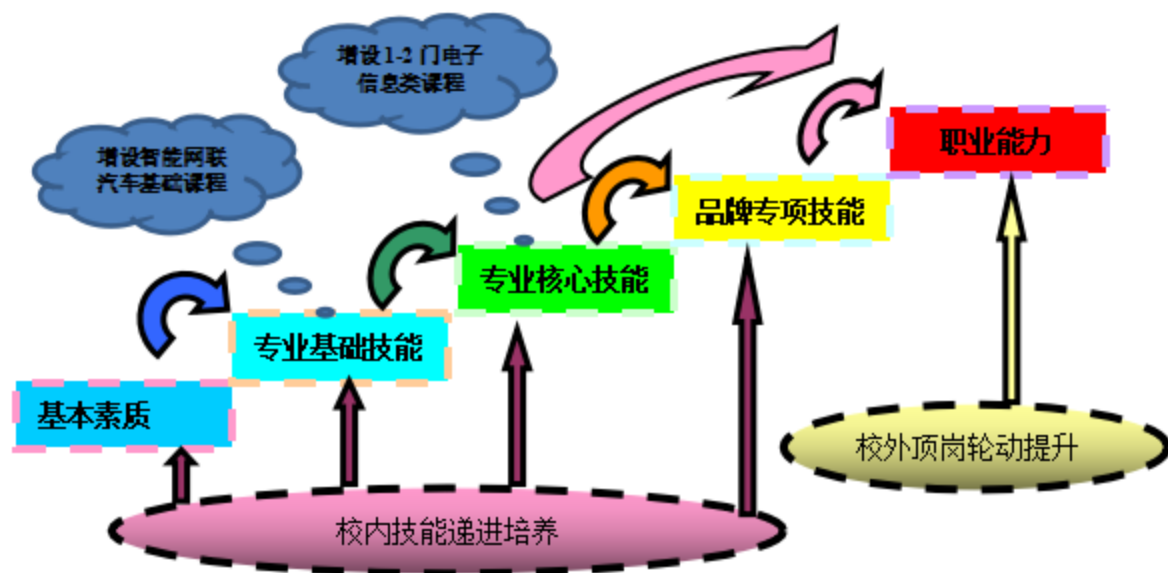 增设1-2门电子
信息类课程
增设智能网联
汽车基础课程
职业能力
品牌专项技能
专业核心技能
专业基础技能
基本素质
校外顶岗轮动提升
校内技能递进培养